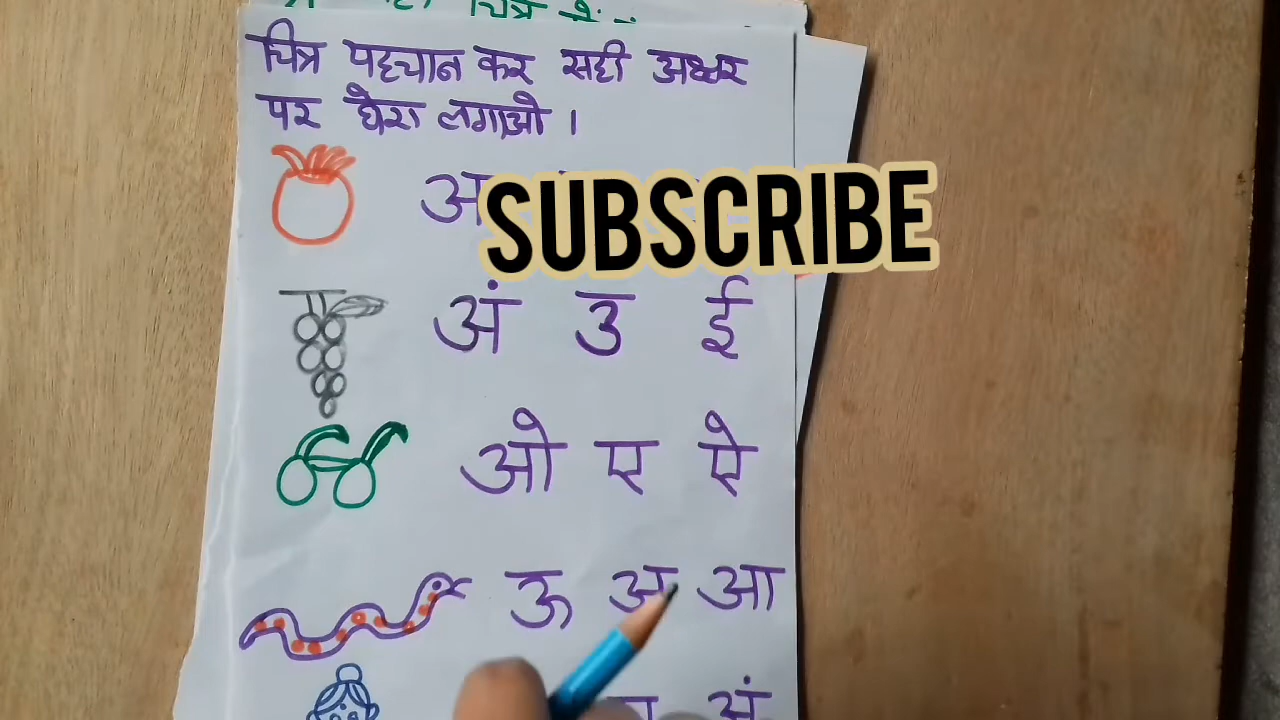 चित्र में
चित्र पहचान कर सही अक्षर
पर घेरा लगाओ ।
अ
SUBSCRIBE
अं उ ई
ओ ए ऐ
ऊ अ आ
अं